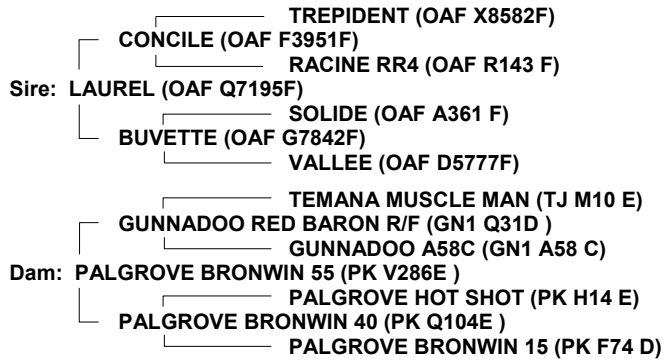 TREPIDENT (OAF X8582F)
CONCILE (OAF F3951F)
RACINE RR4 (OAF R143 F)
Sire: LAUREL (OAF Q7195F)
SOLIDE (OAF A361 F)
BUVETTE (OAF G7842F)
VALLEE (OAF D5777F)
TEMANA MUSCLE MAN (TJ M10 E)
GUNNADOO RED BARON R/F (GN1 Q31D )
GUNNADOO A58C (GN1 A58 C)
Dam: PALGROVE BRONWIN 55 (PK V286E )
PALGROVE HOT SHOT (PK H14 E)
PALGROVE BRONWIN 40 (PK Q104E )
PALGROVE BRONWIN 15 (PK F74 D)